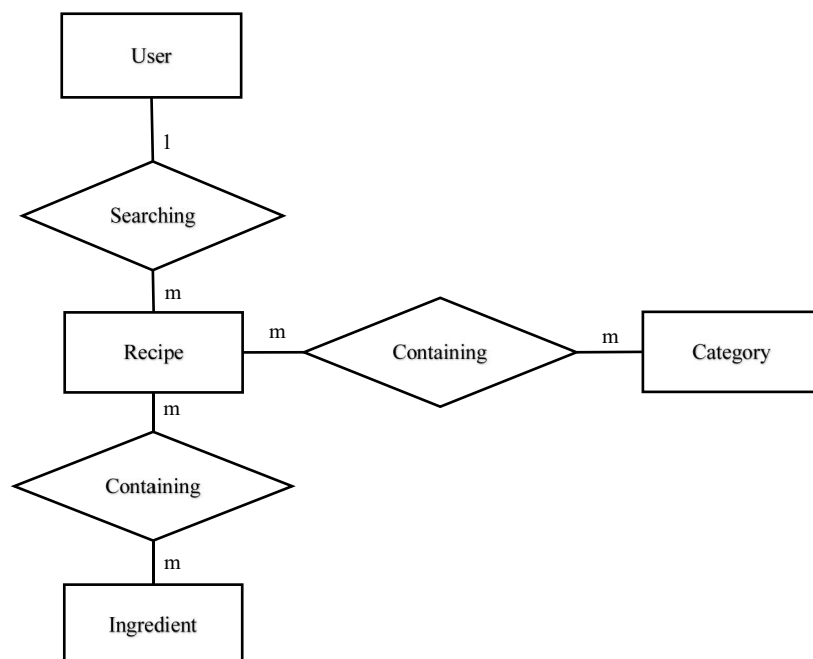 User
1
Searching
m
Recipe
m
Containing
m
Category
m
Containing
m
Ingredient